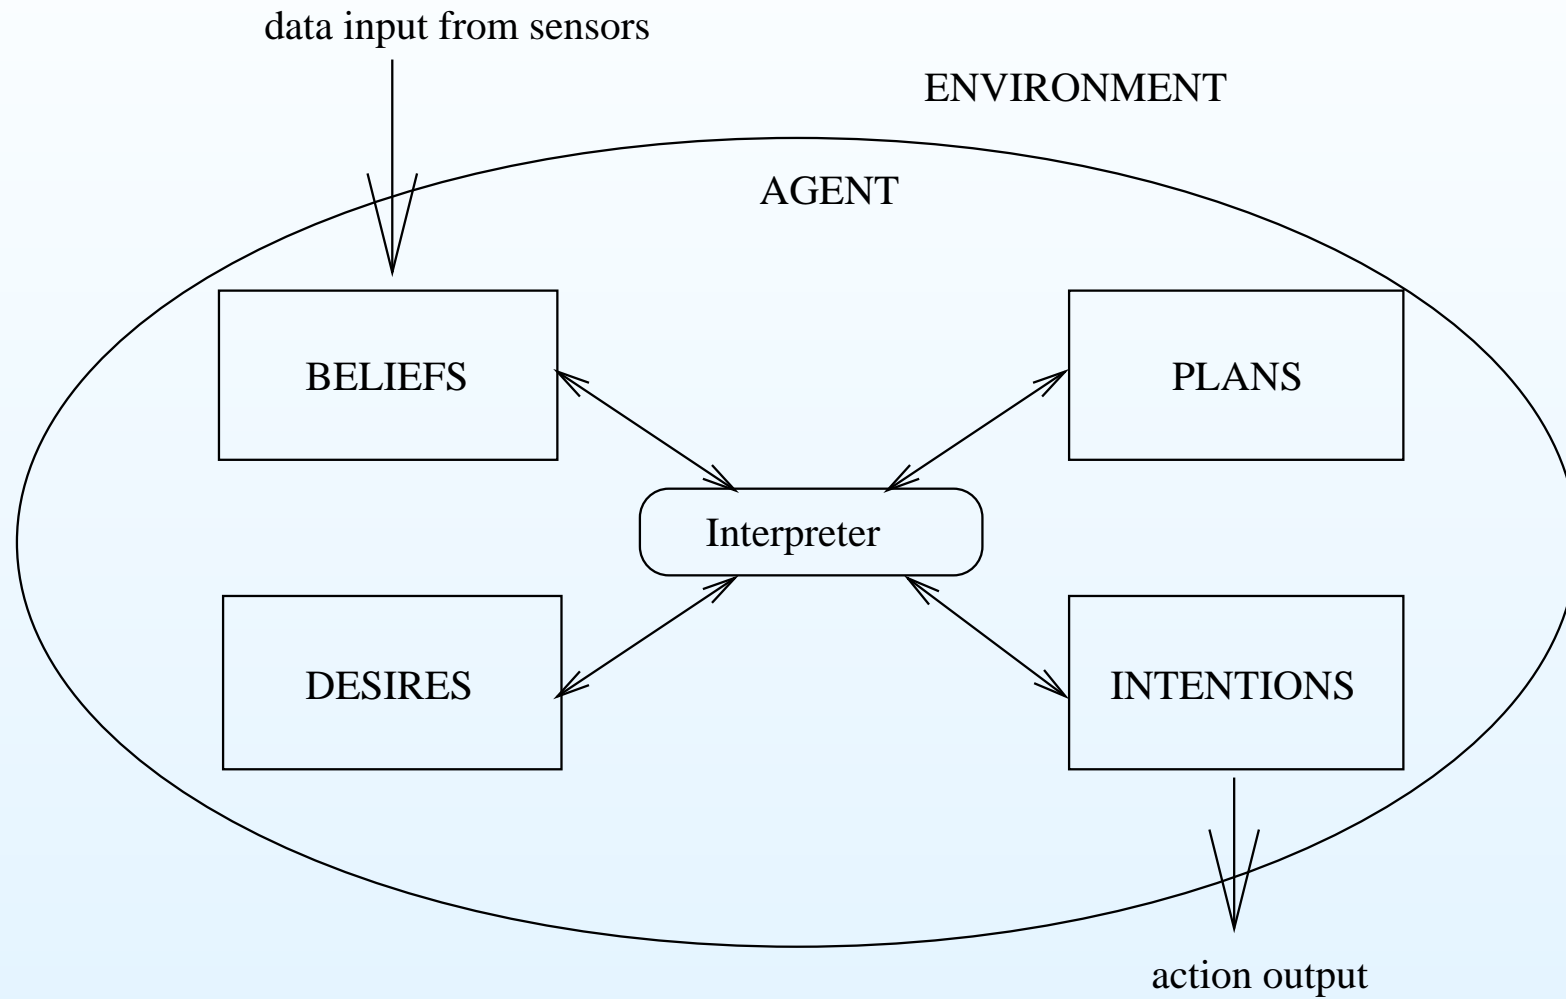 data input from sensors
ENVIRONMENT
AGENT
BELIEFS
PLANS
Interpreter
DESIRES
INTENTIONS
action output